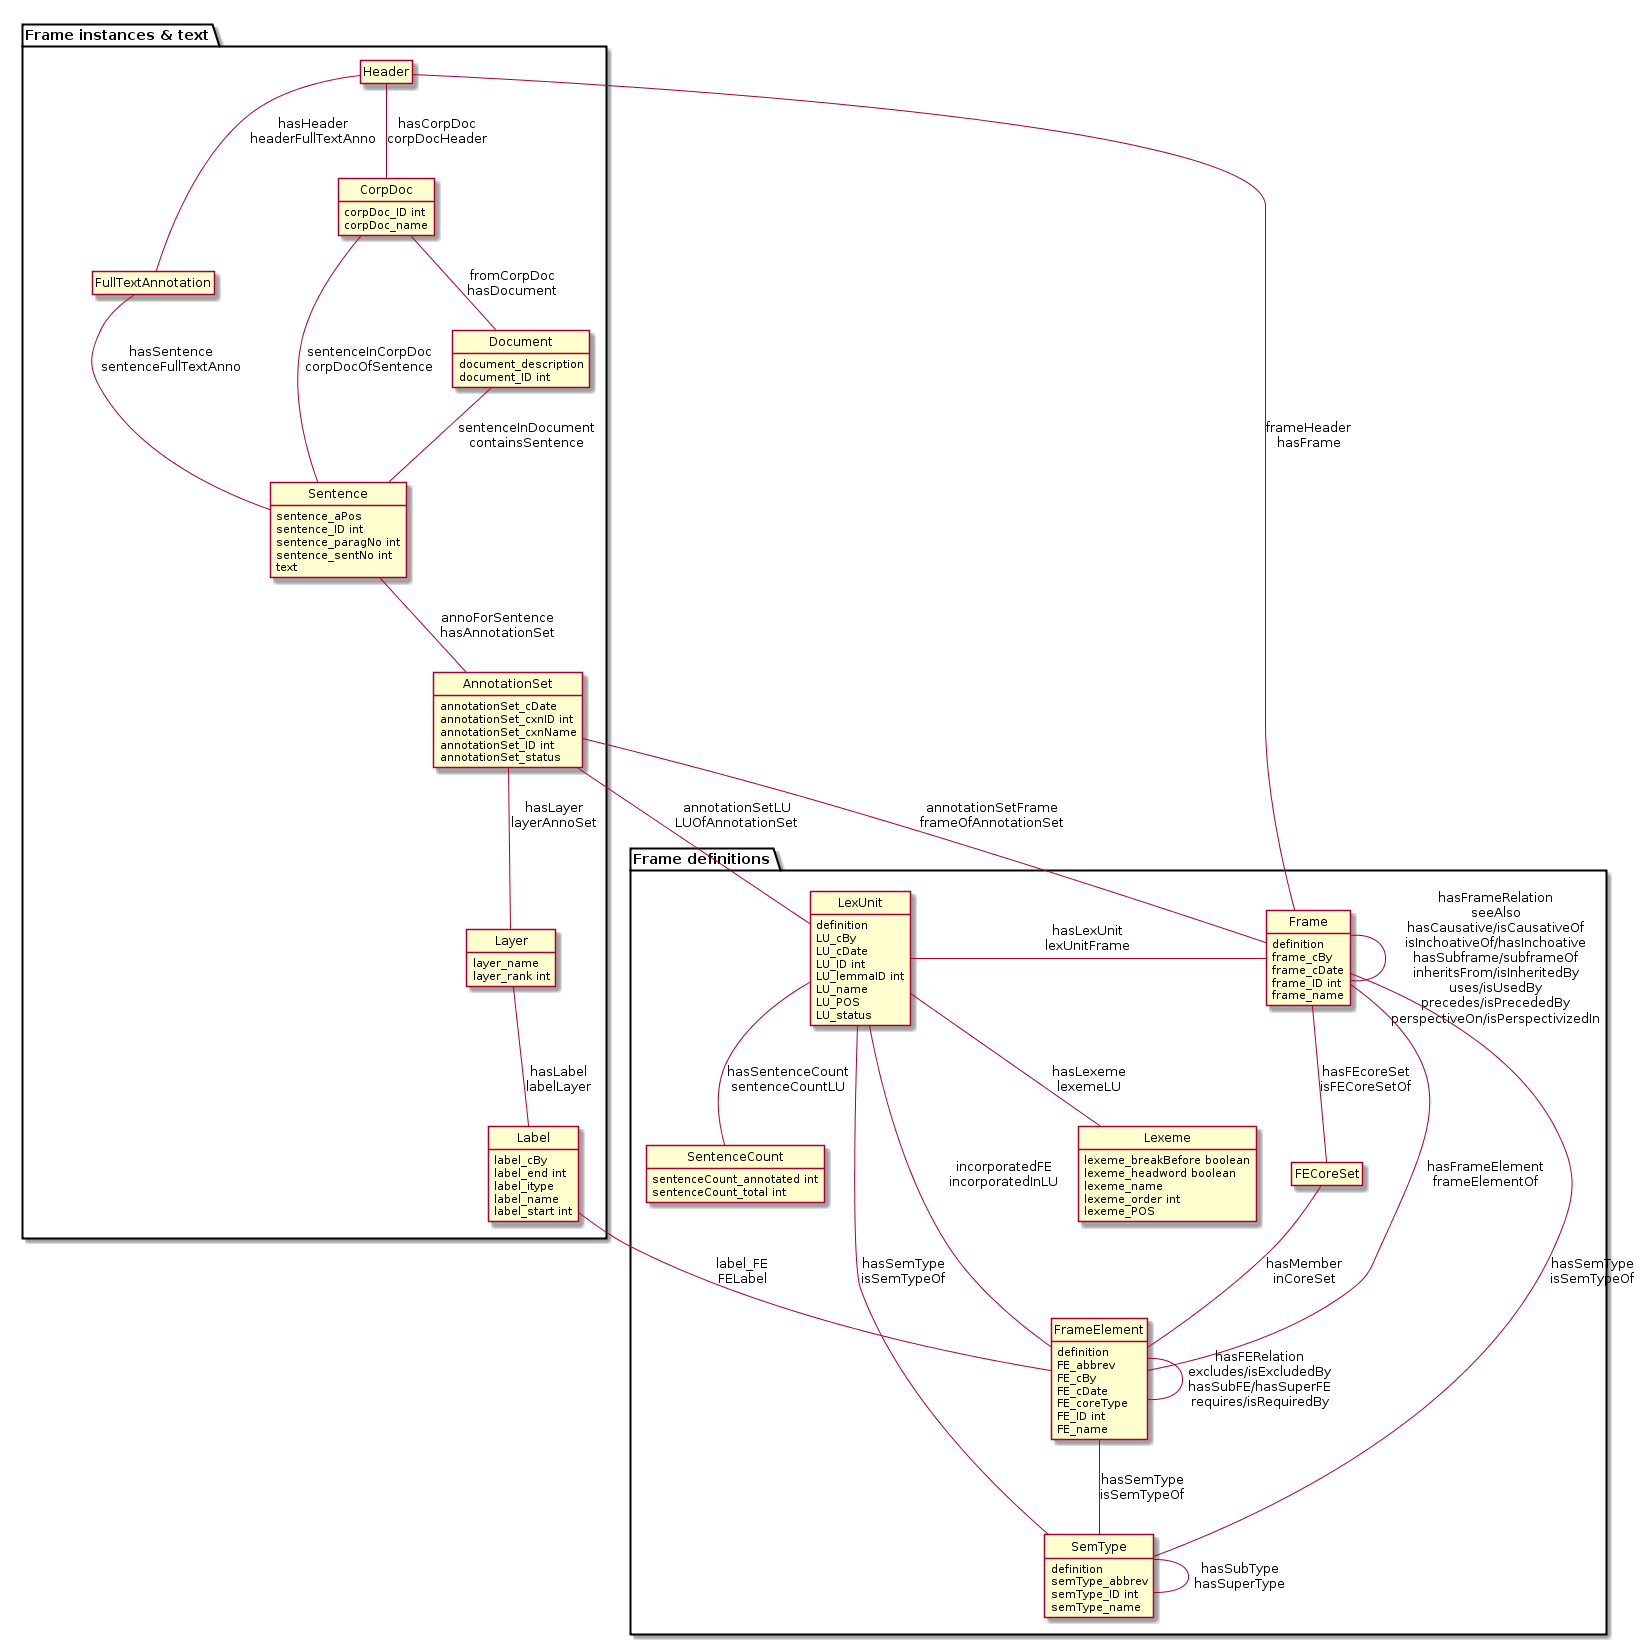 Frame instances & text
Header
hasHeader
headerFullTextAnno
hasCorpDoc
corpDocHeader
CorpDoc
corpDoc_ID int
corpDoc_name
FullTextAnnotation
fromCorpDoc
hasDocument
Document
document_description
document_ID int
hasSentence
sentenceFullTextAnno
sentenceInCorpDoc
corpDocOfSentence
sentenceInDocument
containsSentence
frameHeader
hasFrame
Sentence
sentence_aPos
sentence_ID int
sentence_paragNo int
sentence_sentNo int
text
annoForSentence
hasAnnotationSet
AnnotationSet
annotationSet_cDate
annotationSet_cxnID int
annotationSet_cxnName
annotationSet_ID int
annotationSet_status
hasLayer
layerAnnoSet
annotationSetLU
LUOfAnnotationSet
annotationSetFrame
frameOfAnnotationSet
Frame definitions
LexUnit
definition
LU_cBy
LU_cDate
LU_ID int
LU_lemmaID int
LU_name
LU_POS
LU_status
hasLexUnit
lexUnitFrame
Frame
definition
frame_cBy
frame_cDate
frame_ID int
frame_name
hasFrameRelation
seeAlso
hasCausative/isCausativeOf
isInchoativeOf/hasInchoative
hasSubframe/subframeOf
inheritsFrom/isInheritedBy
uses/isUsedBy
precedes/isPrecededBy
perspectiveOn/isPerspectivizedIn
Layer
layer_name
layer_rank int
hasLabel
labelLayer
hasSentenceCount
sentenceCountLU
hasLexeme
lexemeLU
hasFEcoreSet
isFECoreSetOf
Label
label_cBy
label_end int
label_itype
label_name
label_start int
SentenceCount
sentenceCount_annotated int
sentenceCount_total int
incorporatedFE
incorporatedInLU
Lexeme
lexeme_breakBefore boolean
lexeme_headword boolean
lexeme_name
lexeme_order int
lexeme_POS
FECoreSet
hasFrameElement
frameElementOf
label_FE
FELabel
hasSemType
isSemTypeOf
hasMember
inCoreSet
hasSemType
isSemTypeOf
FrameElement
definition
FE_abbrev
FE_cBy
FE_cDate
FE_coreType
FE_ID int
FE_name
hasFERelation
excludes/isExcludedBy
hasSubFE/hasSuperFE
requires/isRequiredBy
hasSemType
isSemTypeOf
SemType
definition
semType_abbrev
semType_ID int
semType_name
hasSubType
hasSuperType